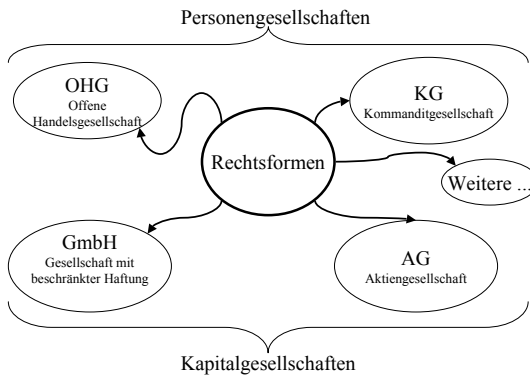 Personengesellschaften
OHG
Offene
Handelsgesellschaft
KG
Kommanditgesellschaft
Rechtsformen
Weitere ...
GmbH
Gesellschaft mit
beschränkter Haftung
AG
Aktiengesellschaft
Kapitalgesellschaften